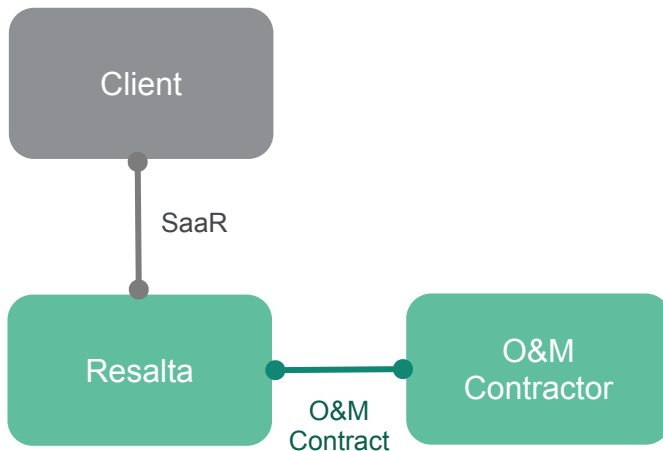 Client
SaaR
Resalta
O&M
Contract
O&M
Contractor